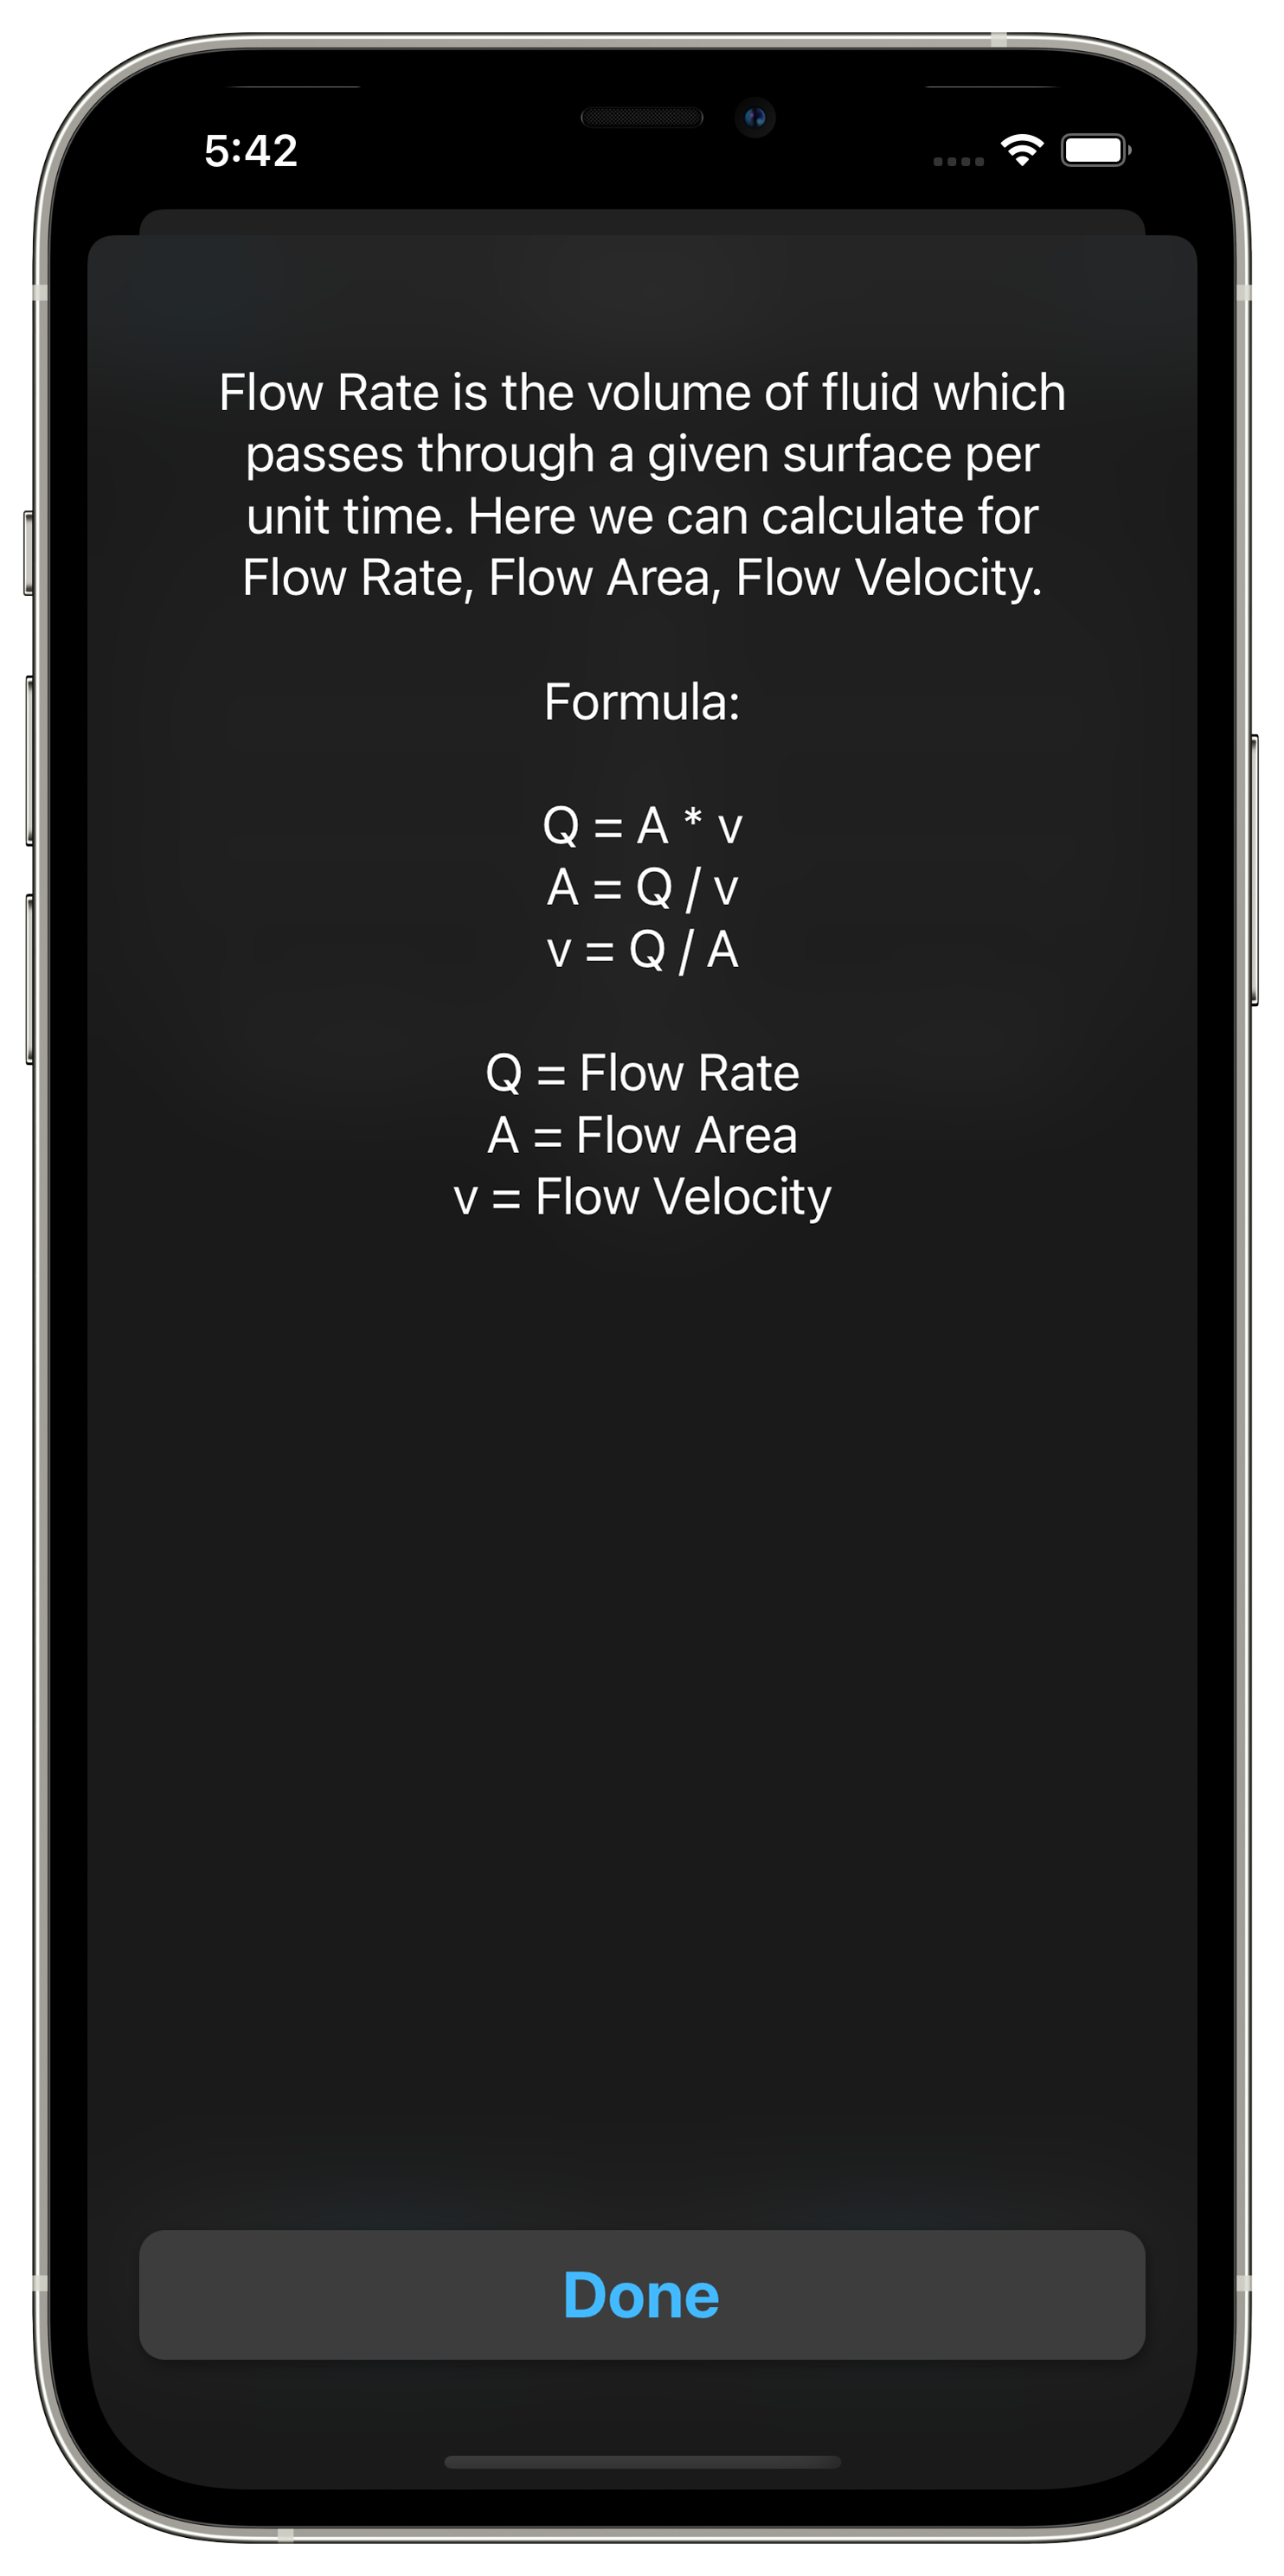 5:42
Flow Rate is the volume of fluid which
passes through a given surface per
unit time. Here we can calculate for
Flow Rate, Flow Area, Flow Velocity.
Formula:
Q = A * v
A = Q / v
v = Q / A
Q = Flow Rate
A = Flow Area
v = Flow Velocity
Done